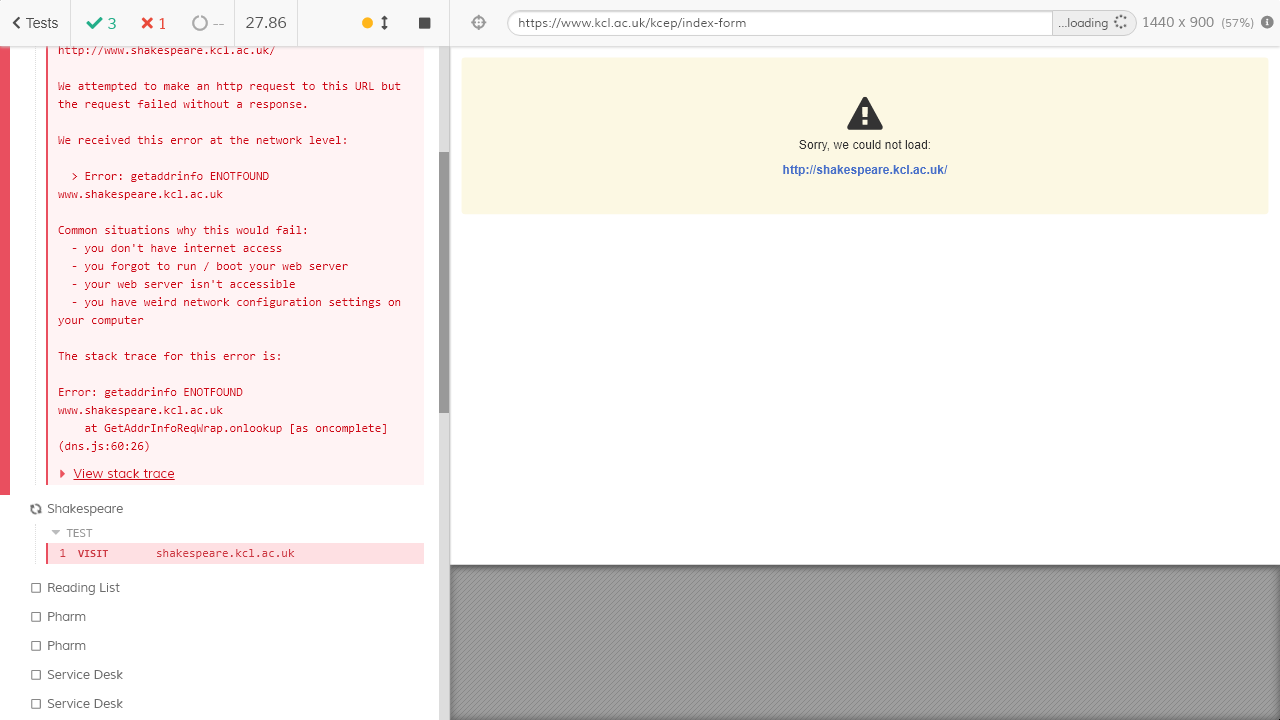 Tests
3
1
--
27.86
https://www.kcl.ac.uk/kcep/index-form
...loading
1440 x 900 (57%)
http://www.shakespeare.kcl.ac.uk/
We attempted to make an http request to this URL but
the request failed without a response.
We received this error at the network level:
> Error: getaddrinfo ENOTFOUND
www.shakespeare.kcl.ac.uk
Common situations why this would fail:
- you don't have internet access
- you forgot to run / boot your web server
- your web server isn't accessible
- you have weird network configuration settings on
your computer
The stack trace for this error is:
Error: getaddrinfo ENOTFOUND
www.shakespeare.kcl.ac.uk
at GetAddrInfoReqWrap.onlookup [as oncomplete]
(dns.js:60:26)
View stack trace
Shakespeare
TEST
1 VISIT shakespeare.kcl.ac.uk
Reading List
Pharm
Pharm
Service Desk
Service Desk
Sorry, we could not load:
http://shakespeare.kcl.ac.uk/